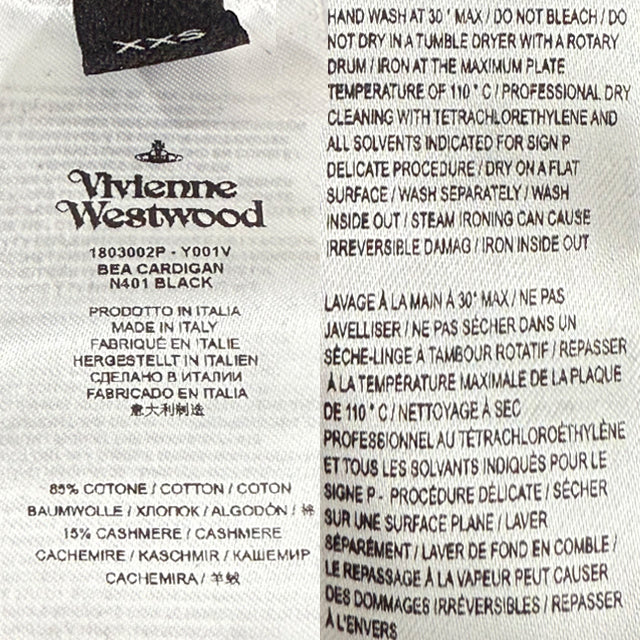 XXS
Vivienne
Westwood
1803002P - Y001V
BEA CARDIGAN
N401 BLACK
PRODOTTO IN ITALIA
MADE IN ITALY
FABRIQUÉ EN ITALIE
HERGESTELLT IN ITALIEN
СДЕЛАНО В ИТАЛИИ
FABRICADO EN ITALIA
意大利制造
85% COTONE / COTTON / COTON
BAUMWOLLE / ХЛОПОК / ALGODÓN / 棉
15% CASHMERE / CASHMERE
CACHEMIRE / KASCHMIR / КАШЕМИР
CACHEMIRA / 羊绒
HAND WASH AT 30 ° MAX / DO NOT BLEACH / DO
NOT DRY IN A TUMBLE DRYER WITH A ROTARY
DRUM / IRON AT THE MAXIMUM PLATE
TEMPERATURE OF 110 ° C / PROFESSIONAL DRY
CLEANING WITH TETRACHLORETHYLENE AND
ALL SOLVENTS INDICATED FOR SIGN P
DELICATE PROCEDURE / DRY ON A FLAT
SURFACE / WASH SEPARATELY / WASH
INSIDE OUT / STEAM IRONING CAN CAUSE
IRREVERSIBLE DAMAG / IRON INSIDE OUT
LAVAGE À LA MAIN À 30° MAX / NE PAS
JAVELLISER / NE PAS SÉCHER DANS UN
SÈCHE-LINGE À TAMBOUR ROTATIF / REPASSER
À LA TEMPÉRATURE MAXIMALE DE LA PLAQUE
DE 110 ° C / NETTOYAGE À SEC
PROFESSIONNEL AU TÉTRACHLOROÉTHYLÈNE
ET TOUS LES SOLVANTS INDIQUÉS POUR LE
SIGNE P - PROCÉDURE DÉLICATE / SÉCHER
SUR UNE SURFACE PLANE / LAVER
SÉPARÉMENT / LAVER DE FOND EN COMBLE /
LE REPASSAGE À LA VAPEUR PEUT CAUSER
DES DOMMAGES IRRÉVERSIBLES / REPASSER
À L'ENVERS